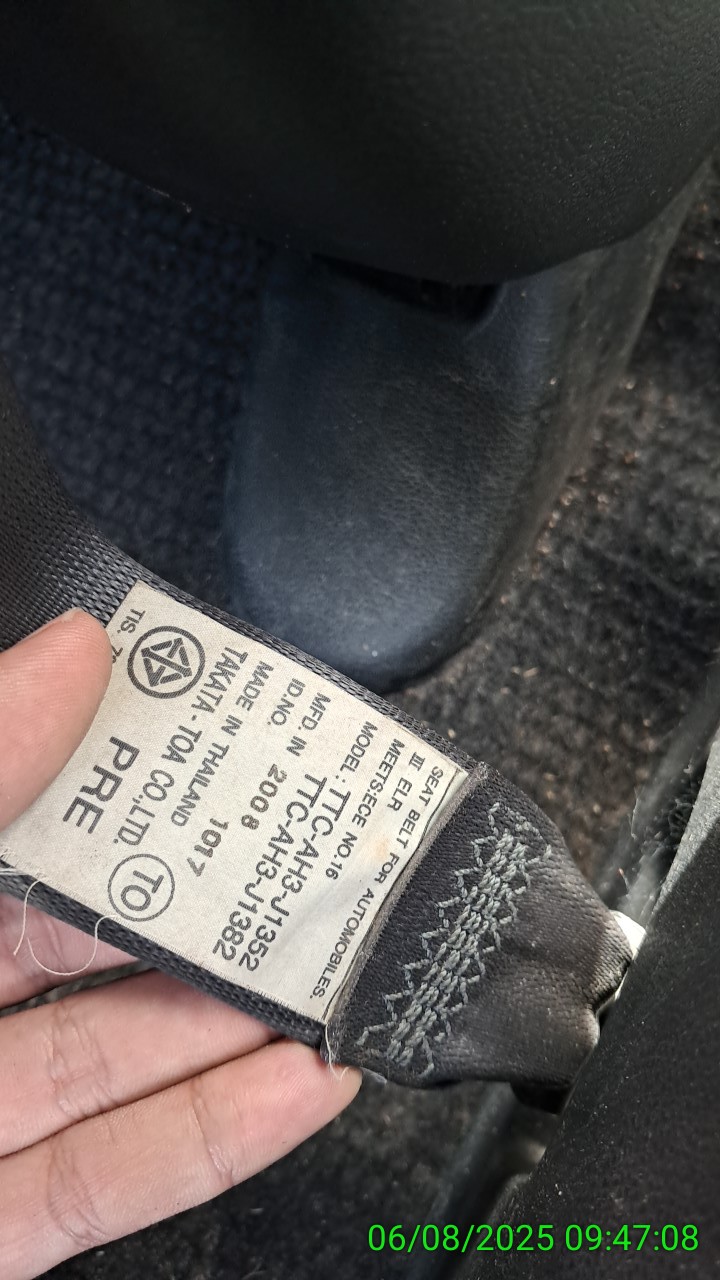 SEAT BELT FOR AUTOMOBILES.
III ELR
MEETS:ECE NO.16
MODEL : TTC-AH3-J1352
TTC-AH3-J1382
MFD. IN 2008
ID.NO. 1017
MADE IN THAILAND
TAKATA - TOA CO.,LTD.
TO
PRE
TIS.
06/08/2025 09:47:08